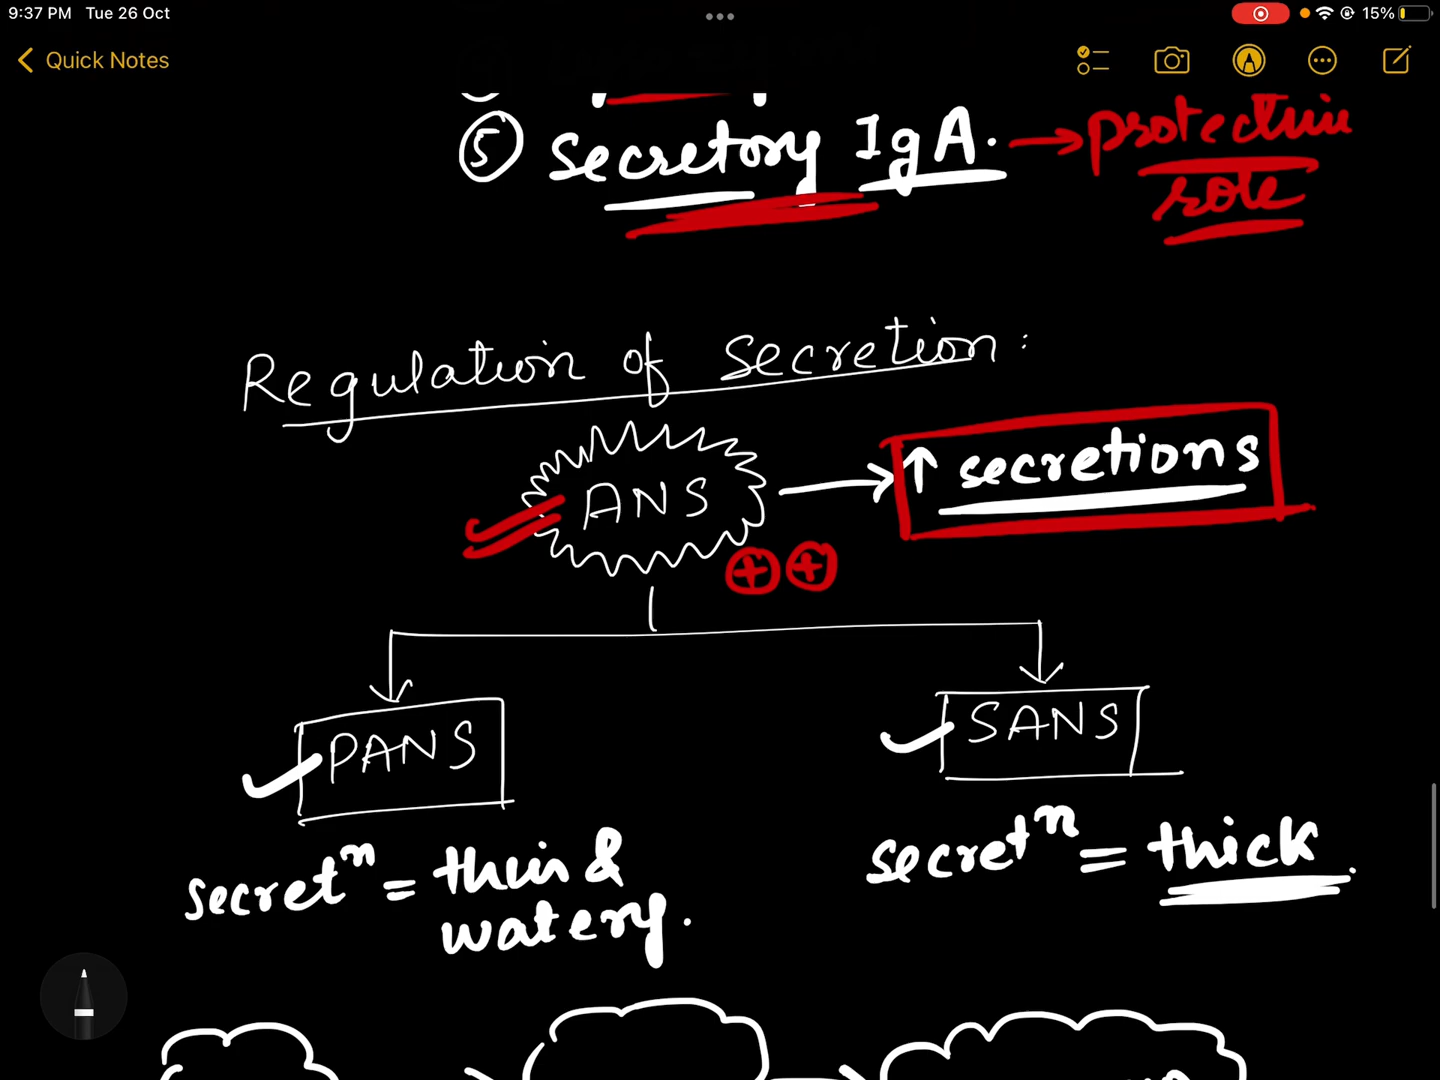 9:37 PM Tue 26 Oct
15%
Quick Notes
5 Secretory IgA. → protective
role
Regulation of secretion:
ANS → ↑ secretions
+ +
PANS
SANS
secretⁿ = thin &
watery.
secretⁿ = thick.